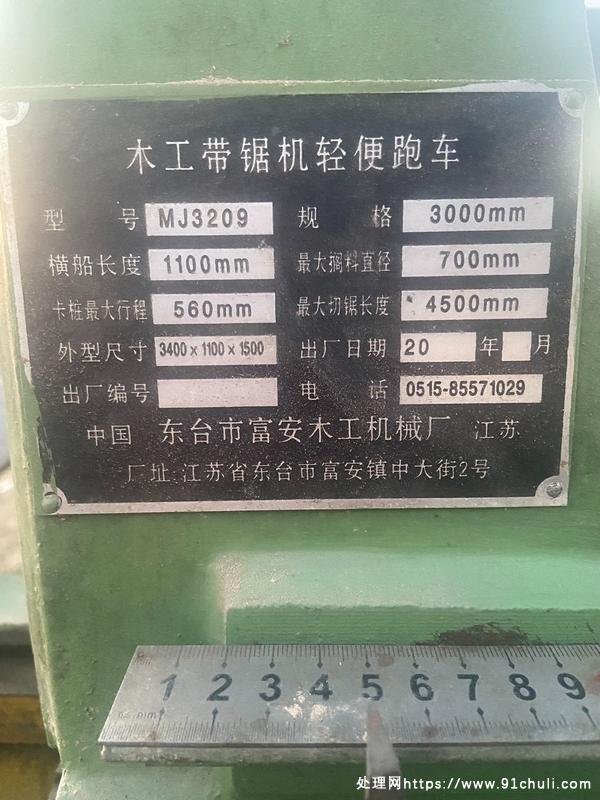 木工带锯机轻便跑车
型号 MJ3209 规格 3000mm
横船长度 1100mm 最大搁料直径 700mm
卡桩最大行程 560mm 最大切锯长度 4500mm
外型尺寸 3400×1100×1500 出厂日期 20 年 月
出厂编号 电话 0515-85571029
中国 东台市富安木工机械厂 江苏
厂址:江苏省东台市富安镇中大街2号
1 2 3 4 5 6 7 8 9
处理网https://www.91chuli.com